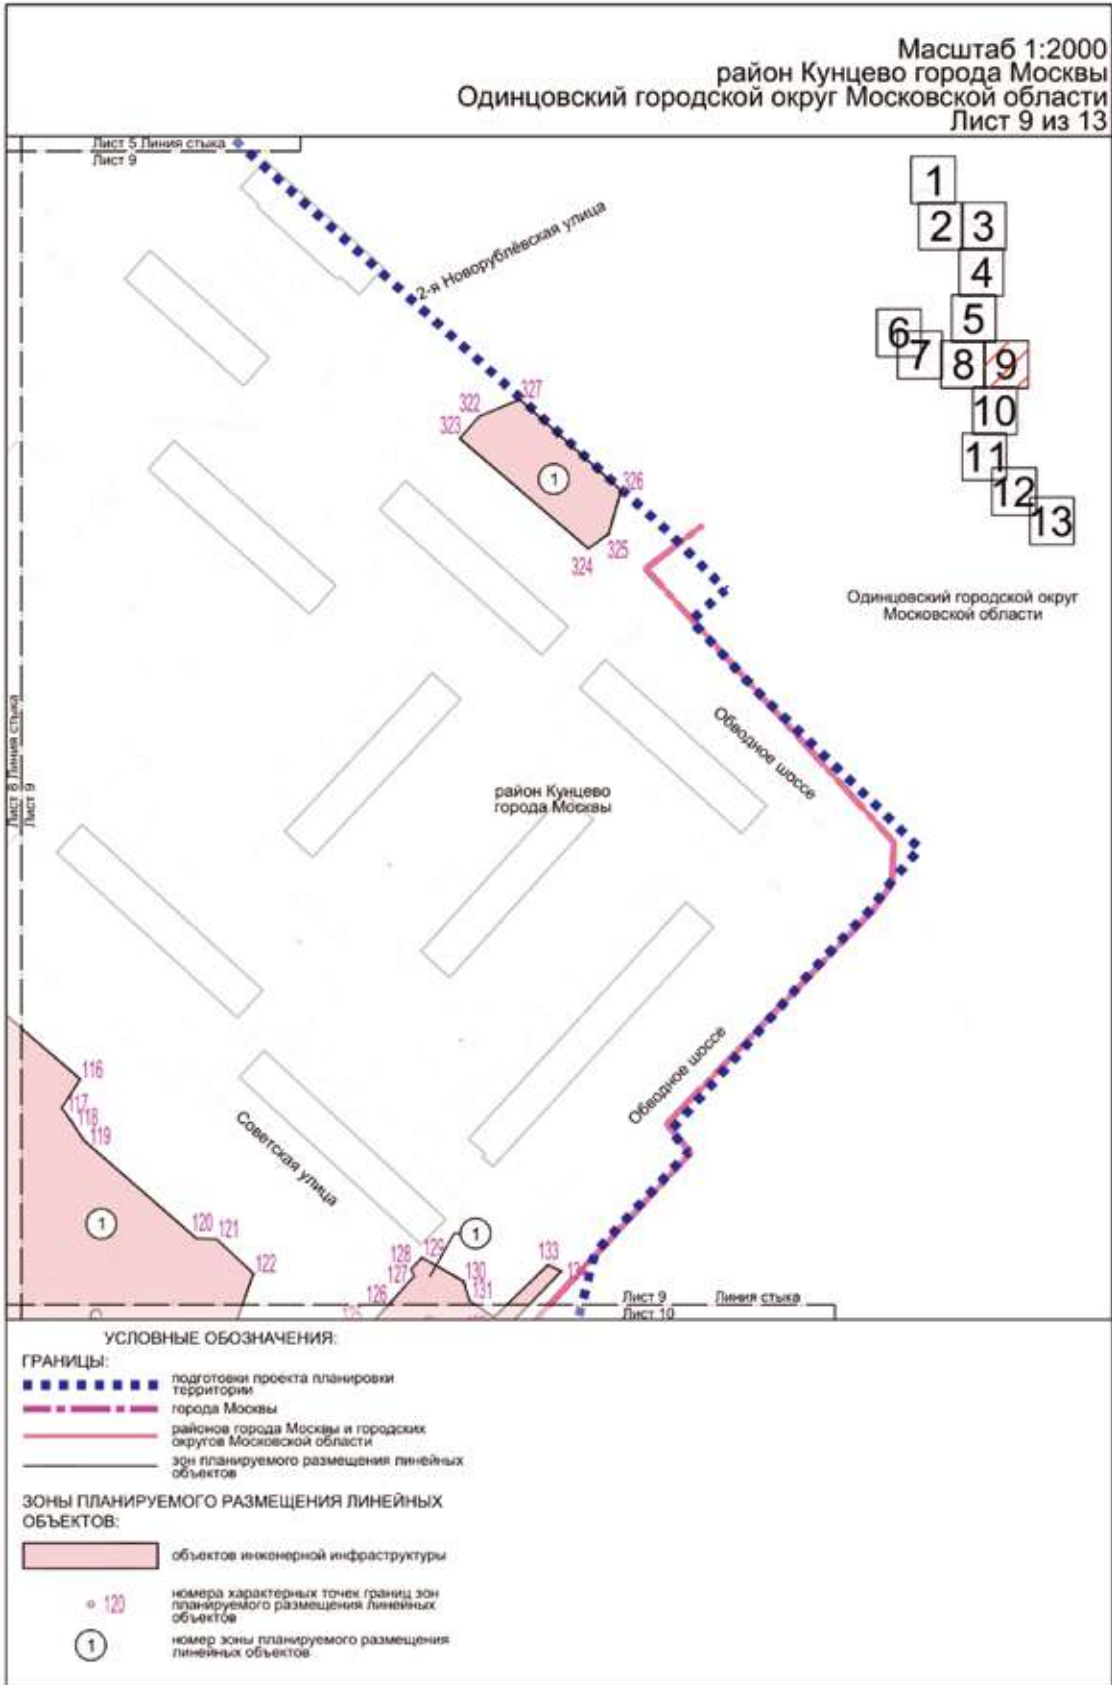 Масштаб 1:2000
район Кунцево города Москвы
Одинцовский городской округ Московской области
Лист 9 из 13
Лист 5 Линия стыка
Лист 9
1
2
3
4
5
6
7
8
9
10
11
12
13
2-я Новорублёвская улица
327
322
323
1
326
325
324
Одинцовский городской округ
Московской области
Обводное шоссе
район Кунцево
города Москвы
Лист 8 Линия стыка
Лист 9
Обводное шоссе
116
117
118
119
Советская улица
1
120
121
122
1
129
128
127
126
125
130
131
133
Лист 9
Линия стыка
Лист 10
УСЛОВНЫЕ ОБОЗНАЧЕНИЯ:
ГРАНИЦЫ:
подготовки проекта планировки
территории
города Москвы
районов города Москвы и городских
округов Московской области
зон планируемого размещения линейных
объектов
ЗОНЫ ПЛАНИРУЕМОГО РАЗМЕЩЕНИЯ ЛИНЕЙНЫХ
ОБЪЕКТОВ:
объектов инженерной инфраструктуры
120
номера характерных точек границ зон
планируемого размещения линейных
объектов
1
номер зоны планируемого размещения
линейных объектов